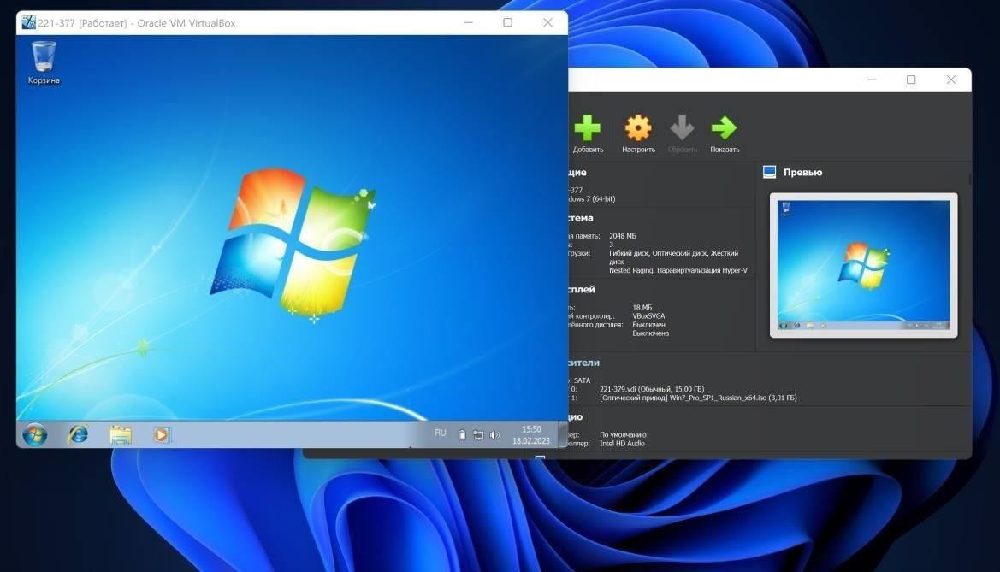 221-377 [Работает] - Oracle VM VirtualBox
Корзина
RU
15:50
18.02.2023
Добавить
Настроить
Сбросить
Показать
щие
-377
dows 7 (64-bit)
стема
ая память: 2048 МБ
ы: 3
грузки: Гибкий диск, Оптический диск, Жёсткий
диск
Nested Paging, Паравиртуализация Hyper-V
сплей
ть: 18 МБ
й контроллер: VBoxSVGA
лённого дисплея: Выключен
Выключена
Превью
сители
р: SATA
0: 221-379.vdi (Обычный, 15,00 ГБ)
1: [Оптический привод] Win7_Pro_SP1_Russian_x64.iso (3,01 ГБ)
дио
ер: По умолчанию
роллер: Intel HD Audio